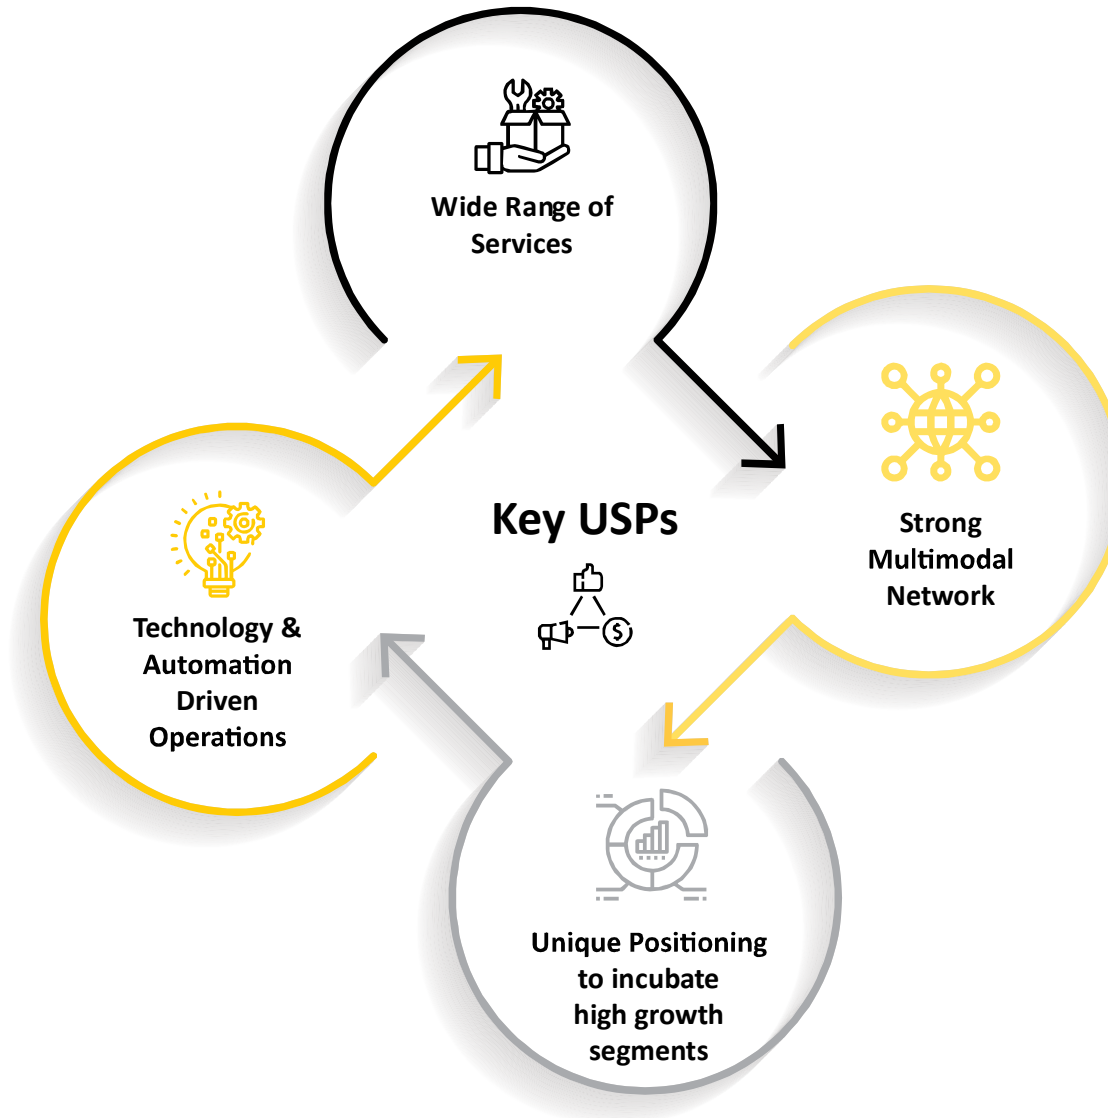 Wide Range of
Services
Strong
Multimodal
Network
Key USPs
$
Technology &
Automation
Driven
Operations
Unique Positioning
to incubate
high growth
segments